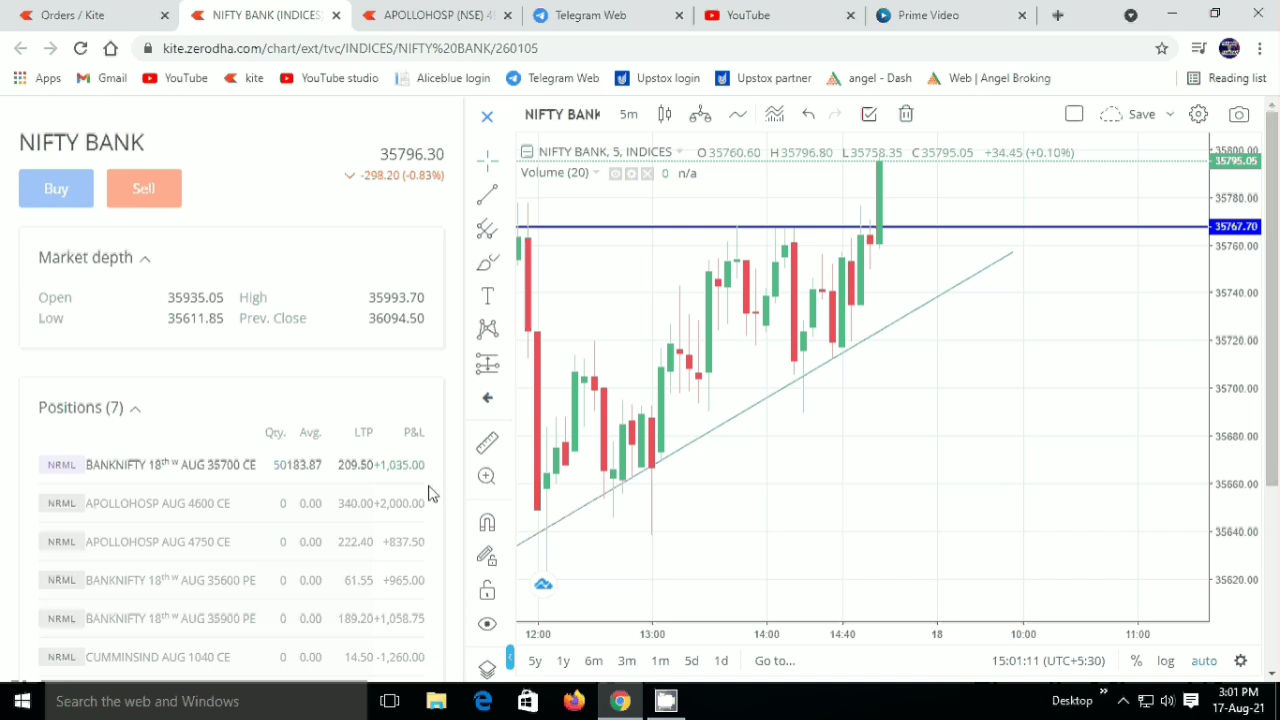 Orders / Kite
NIFTY BANK (INDICES
APOLLOHOSP (NSE) 4
Telegram Web
YouTube
Prime Video
kite.zerodha.com/chart/ext/tvc/INDICES/NIFTY%20BANK/260105
Apps
Gmail
YouTube
kite
YouTube studio
Aliceblue login
Telegram Web
Upstox login
Upstox partner
angel - Dash
Web | Angel Broking
Reading list
NIFTY BANK
35796.30
-298.20 (-0.83%)
Buy
Sell
Market depth
Open 35935.05 High 35993.70
Low 35611.85 Prev. Close 36094.50
Positions (7)
Qty. Avg. LTP P&L
NRML BANKNIFTY 18th w AUG 35700 CE 50 183.87 209.50 +1,035.00
NRML APOLLOHOSP AUG 4600 CE 0 0.00 340.00 +2,000.00
NRML APOLLOHOSP AUG 4750 CE 0 0.00 222.40 +837.50
NRML BANKNIFTY 18th w AUG 35600 PE 0 0.00 61.55 +965.00
NRML BANKNIFTY 18th w AUG 35900 PE 0 0.00 189.20 +1,058.75
NRML CUMMINSIND AUG 1040 CE 0 0.00 14.50 -1,260.00
NIFTY BANK 5m
Save
NIFTY BANK, 5, INDICES O35760.60 H35796.80 L35758.35 C35795.05 +34.45 (+0.10%)
Volume (20) 0 n/a
35800.00
35795.05
35780.00
35767.70
35760.00
35740.00
35720.00
35700.00
35680.00
35660.00
35640.00
35620.00
12:00 13:00 14:00 14:40 18 10:00 11:00
5y 1y 6m 3m 1m 5d 1d Go to... 15:01:11 (UTC+5:30) % log auto
Search the web and Windows
Desktop
3:01 PM
17-Aug-21